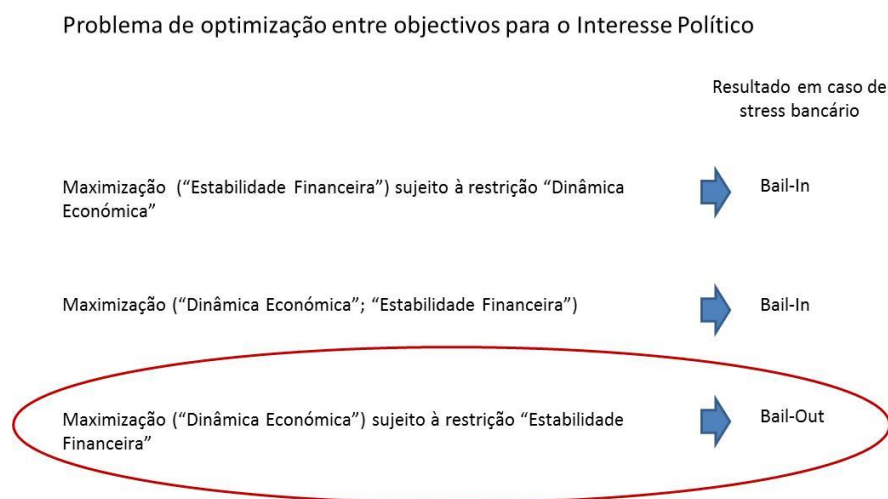 Problema de optimização entre objectivos para o Interesse Político
Resultado em caso de
stress bancário
Maximização (“Estabilidade Financeira”) sujeito à restrição “Dinâmica
Económica”
Bail-In
Maximização (“Dinâmica Económica”; “Estabilidade Financeira”)
Bail-In
Maximização (“Dinâmica Económica”) sujeito à restrição “Estabilidade
Financeira”
Bail-Out